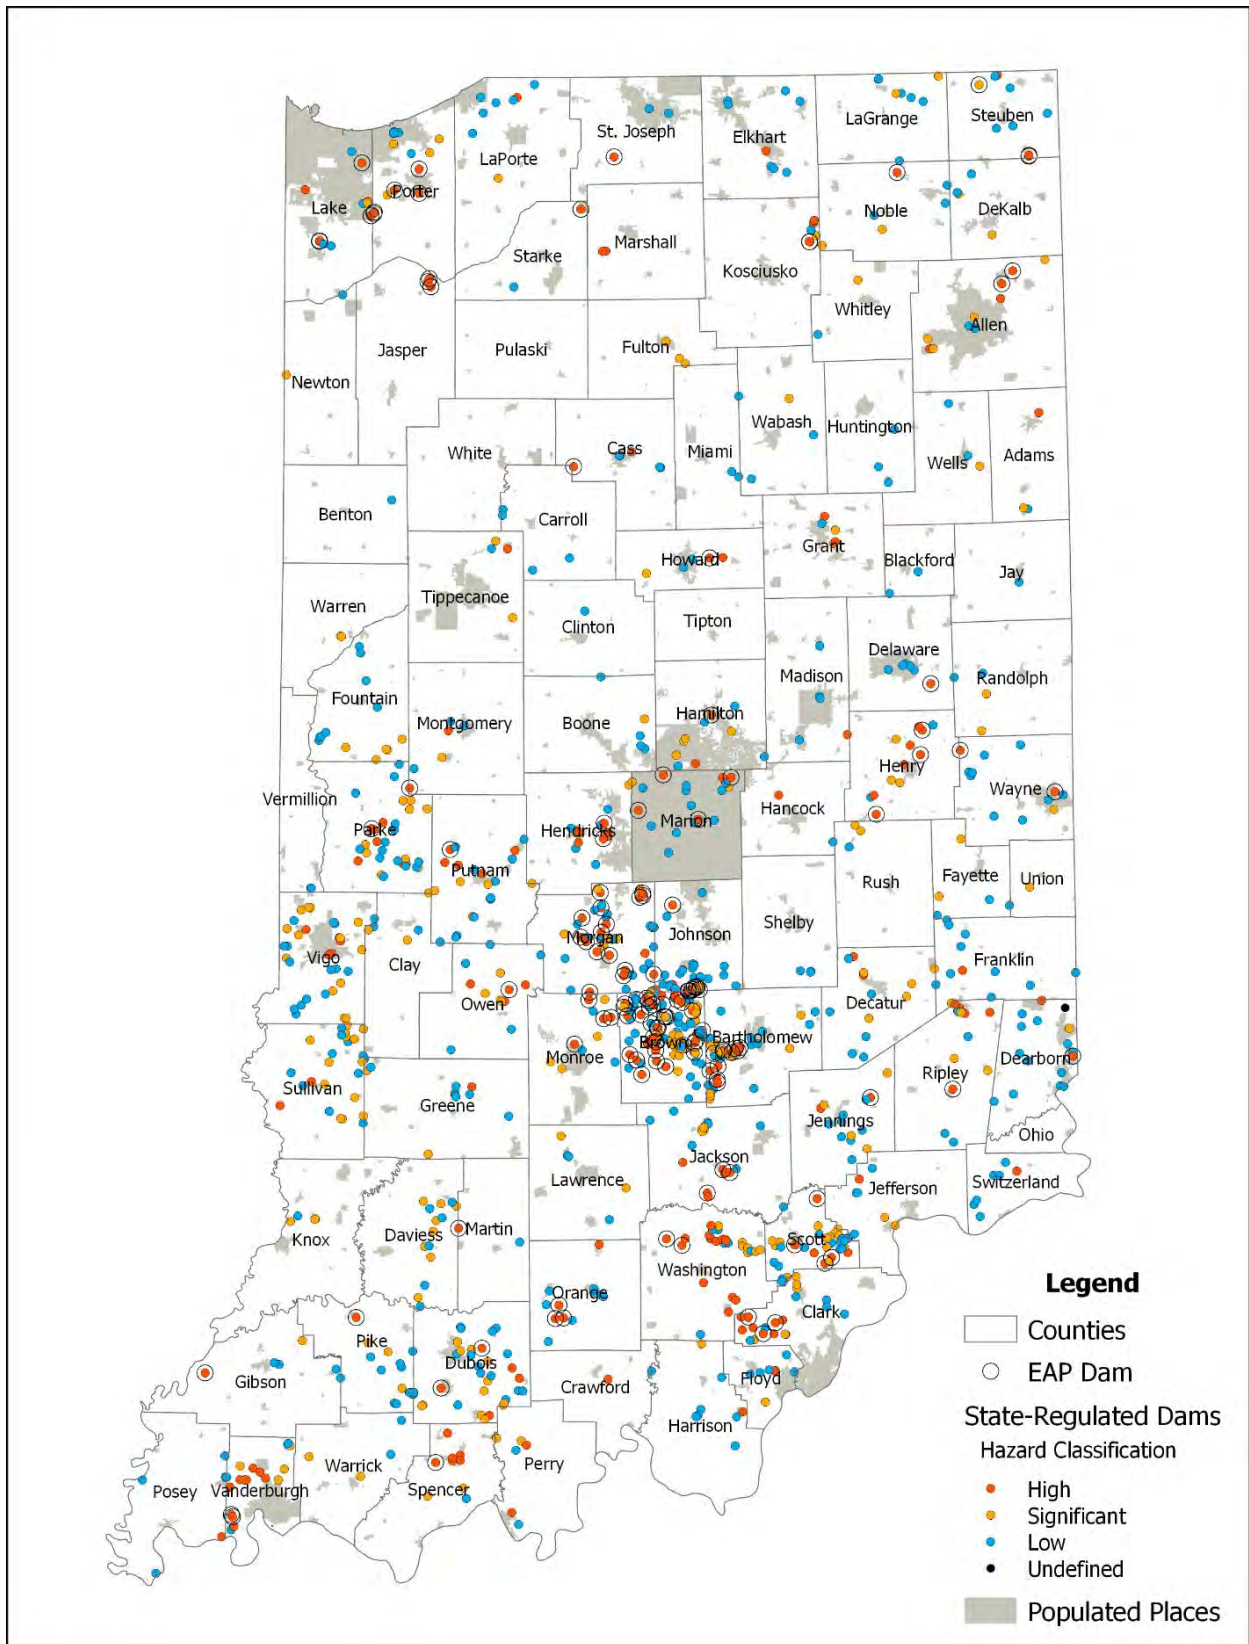 St. Joseph
Elkhart
LaGrange
Steuben
LaPorte
Lake
Porter
Noble
DeKalb
Starke
Marshall
Kosciusko
Whitley
Allen
Jasper
Pulaski
Fulton
Newton
Wabash
Huntington
White
Cass
Miami
Wells
Adams
Benton
Carroll
Grant
Howard
Blackford
Jay
Warren
Tippecanoe
Clinton
Tipton
Delaware
Madison
Randolph
Fountain
Montgomery
Boone
Hamilton
Henry
Wayne
Vermillion
Hancock
Parke
Hendricks
Marion
Putnam
Rush
Fayette
Union
Morgan
Johnson
Shelby
Vigo
Clay
Franklin
Owen
Decatur
Brown
Bartholomew
Monroe
Dearborn
Ripley
Sullivan
Greene
Jennings
Ohio
Jackson
Lawrence
Switzerland
Jefferson
Knox
Daviess
Martin
Scott
Washington
Orange
Clark
Pike
Dubois
Gibson
Crawford
Floyd
Harrison
Warrick
Perry
Posey
Vanderburgh
Spencer
Legend
Counties
EAP Dam
State-Regulated Dams
Hazard Classification
High
Significant
Low
Undefined
Populated Places